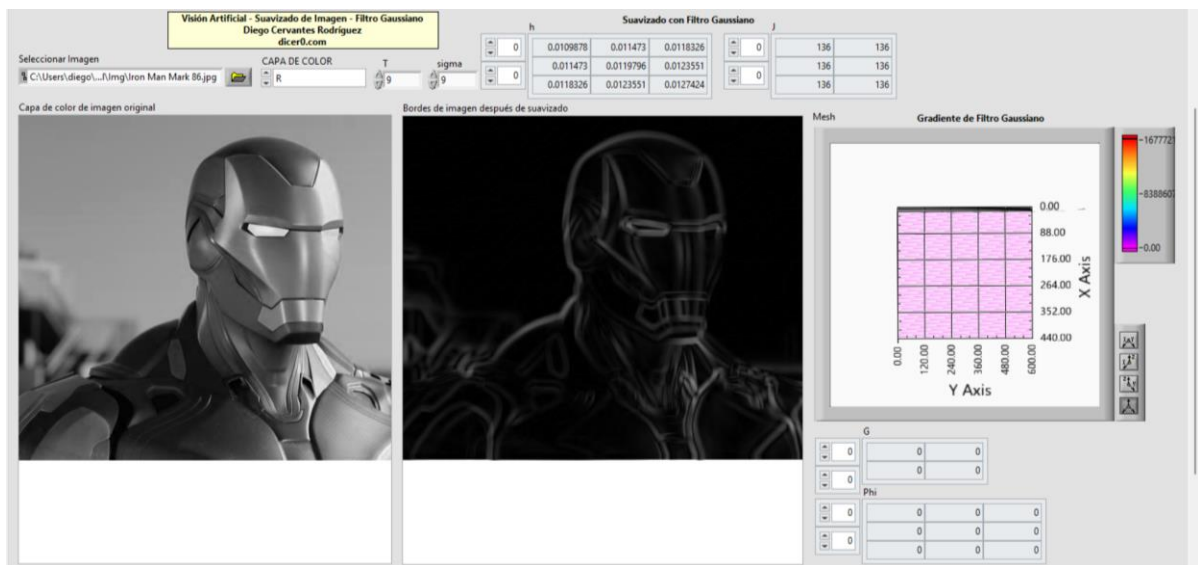 Visión Artificial - Suavizado de Imagen - Filtro Gaussiano
Diego Cervantes Rodríguez
dicer0.com
Seleccionar Imagen
C:\Users\diego\...f\Img\Iron Man Mark 86.jpg
CAPA DE COLOR
R
T
9
sigma
9
Suavizado con Filtro Gaussiano
h
0
0
0.0109878 0.011473 0.0118326
0.011473 0.0119796 0.0123551
0.0118326 0.0123551 0.0127424
J
0
0
136 136
136 136
136 136
Capa de color de imagen original
Bordes de imagen después de suavizado
Mesh
Gradiente de Filtro Gaussiano
0.00
88.00
176.00
264.00
352.00
440.00
X Axis
0.00 120.00 240.00 360.00 480.00 600.00
Y Axis
-8388607
-0.00
G
0
0
0 0
0 0
Phi
0
0
0 0 0
0 0 0
0 0 0